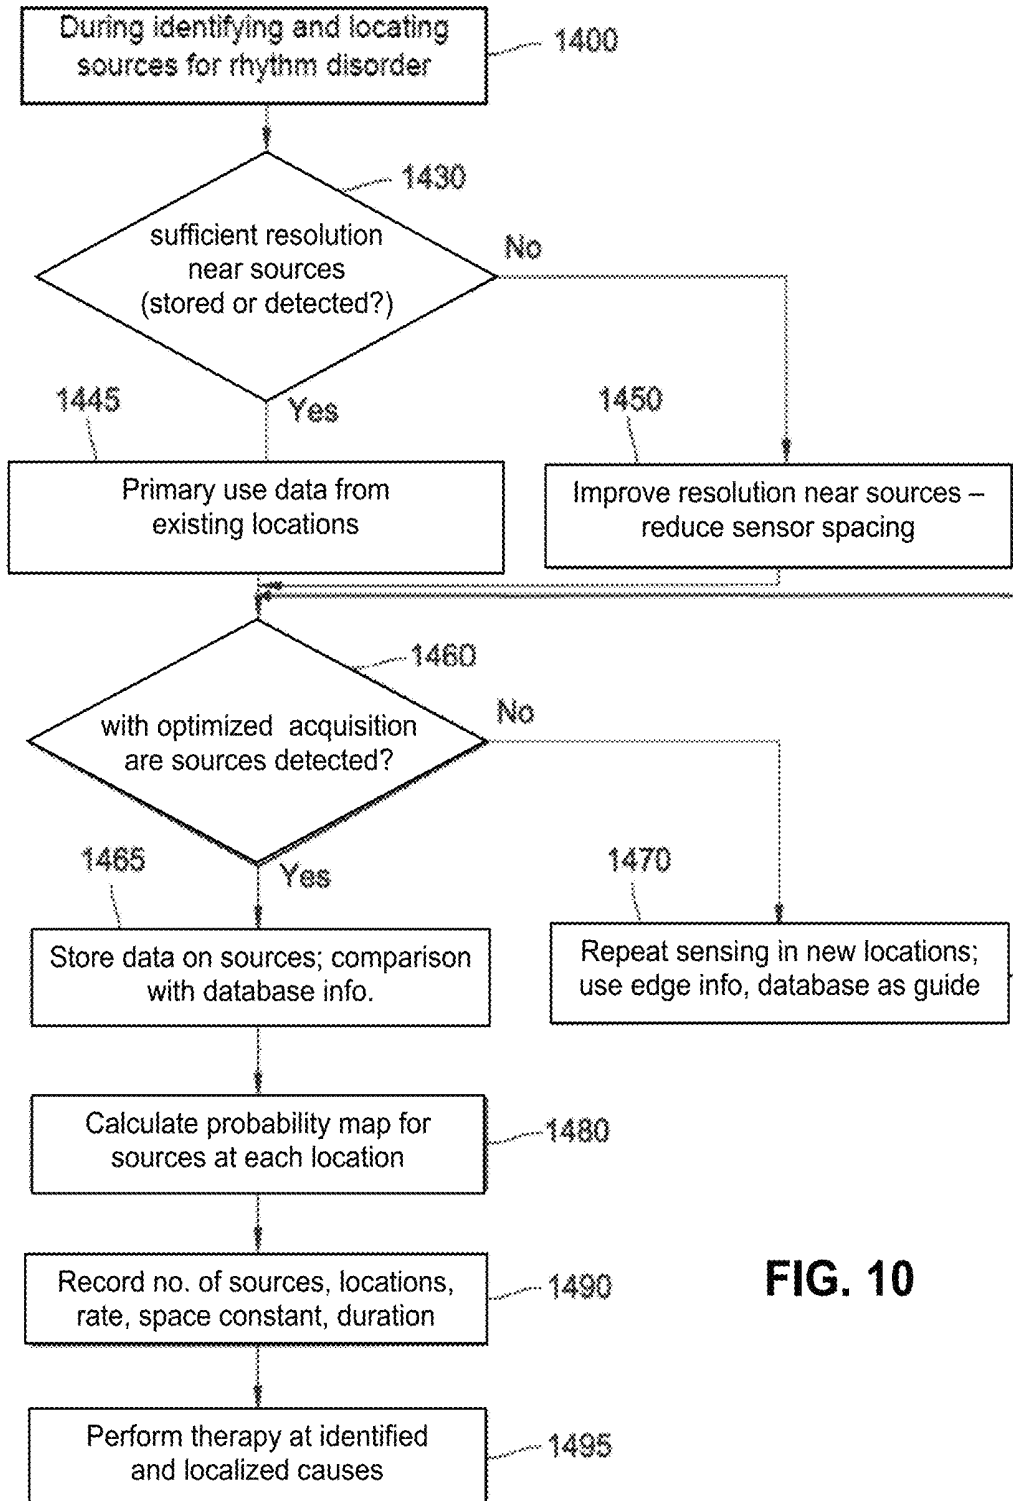 During identifying and locating
sources for rhythm disorder
1400
1430
sufficient resolution
near sources
(stored or detected?)
No
Yes
1445
1450
Primary use data from
existing locations
Improve resolution near sources –
reduce sensor spacing
1460
with optimized acquisition
are sources detected?
No
Yes
1465
1470
Store data on sources; comparison
with database info.
Repeat sensing in new locations;
use edge info, database as guide
Calculate probability map for
sources at each location
1480
Record no. of sources, locations,
rate, space constant, duration
1490
FIG. 10
Perform therapy at identified
and localized causes
1495